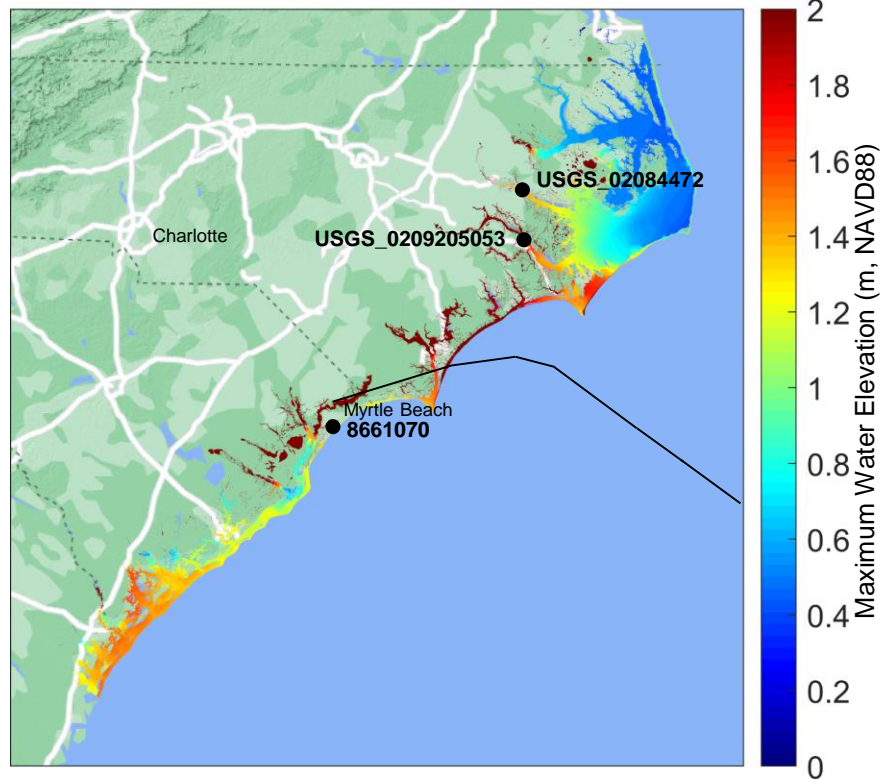 USGS_02084472
Charlotte
USGS_0209205053
Myrtle Beach
8661070
2
1.8
1.6
1.4
1.2
1
0.8
0.6
0.4
0.2
0
Maximum Water Elevation (m, NAVD88)